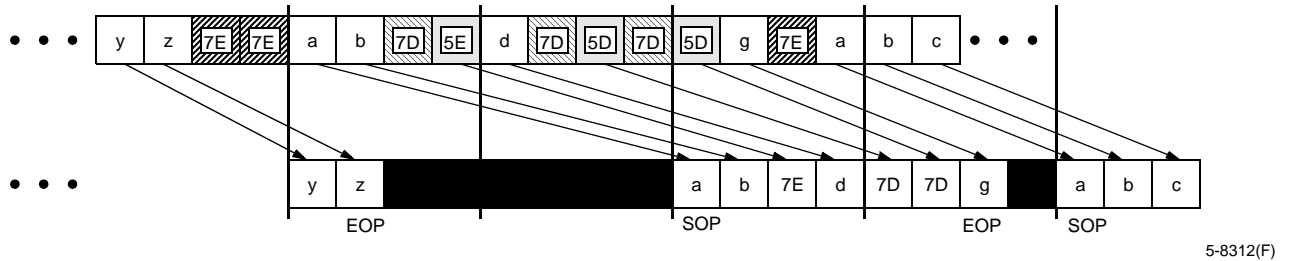 • • • y z 7E 7E a b 7D 5E d 7D 5D 7D 5D g 7E a b c • • •
• • • y z a b 7E d 7D 7D g a b c
EOP SOP EOP SOP
5-8312(F)